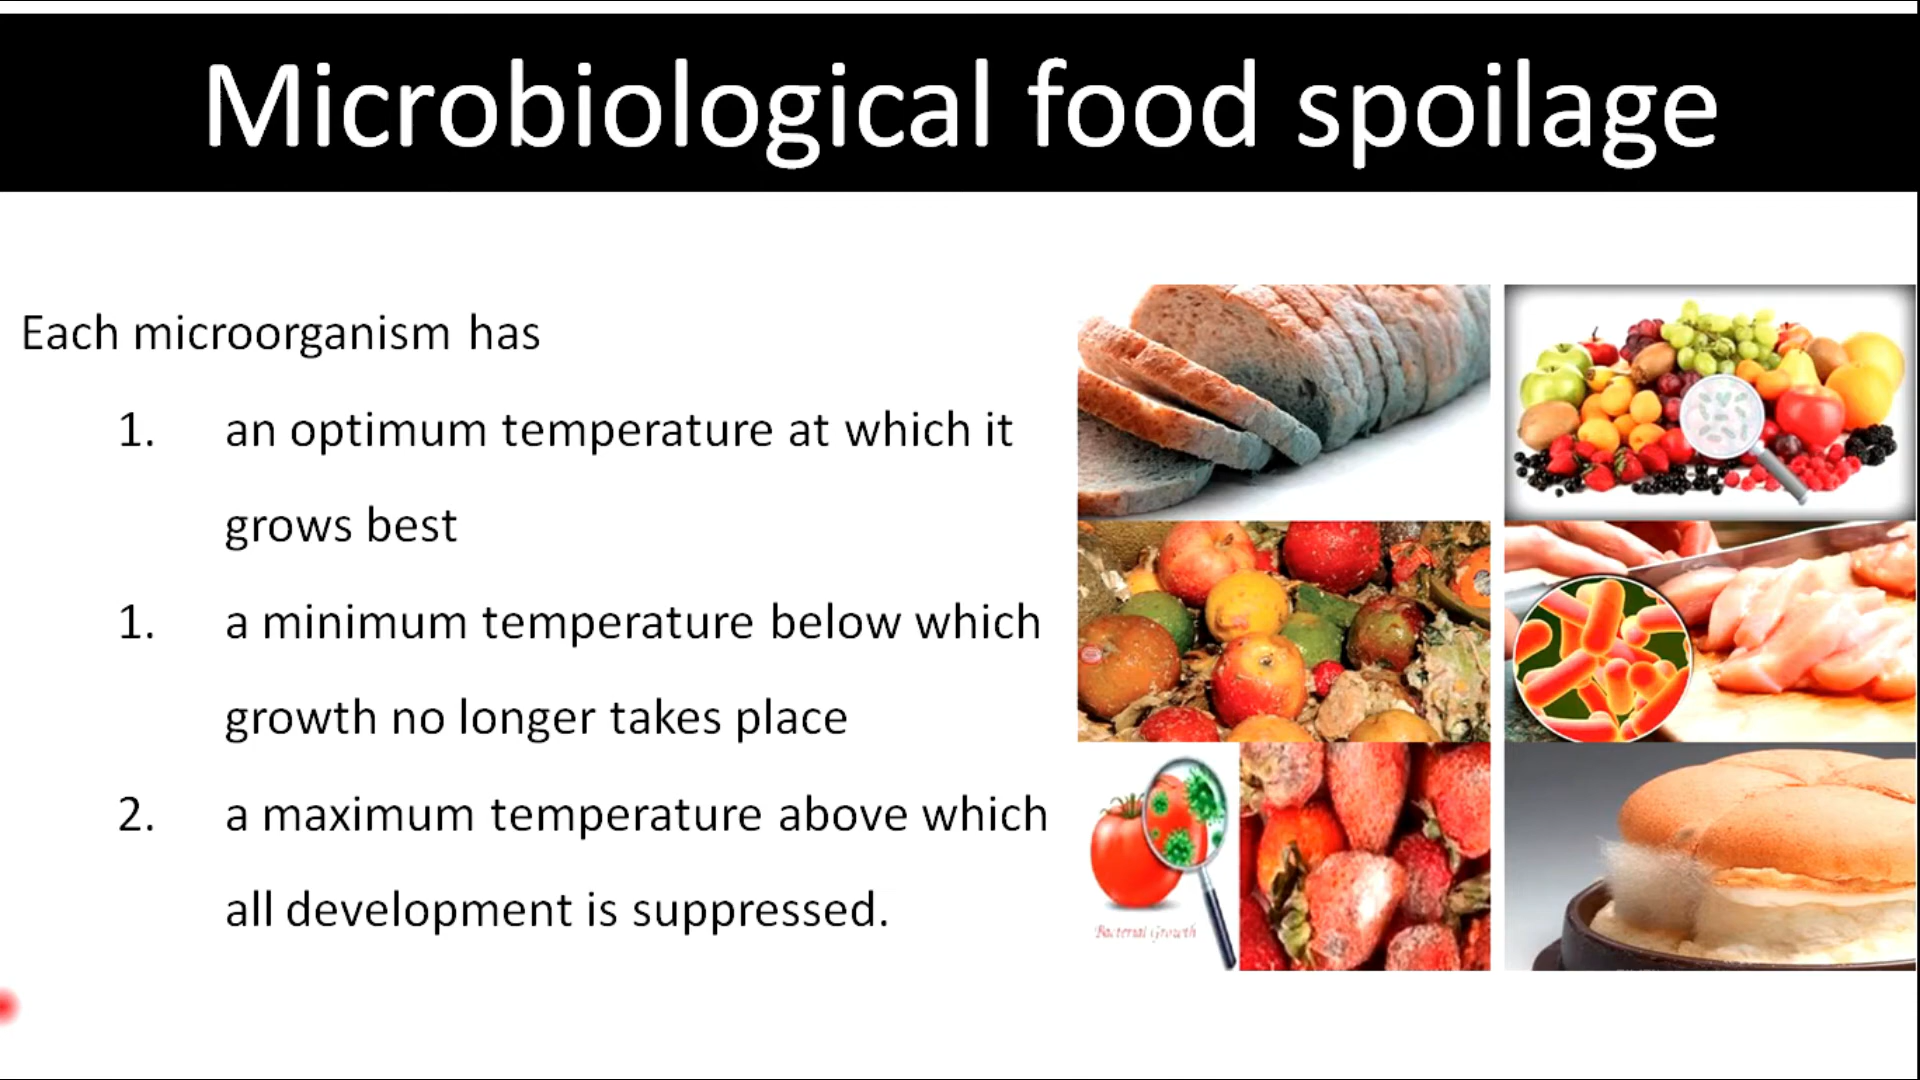 Microbiological food spoilage
Each microorganism has
1. an optimum temperature at which it
grows best
1. a minimum temperature below which
growth no longer takes place
2. a maximum temperature above which
all development is suppressed.
Bacterial Growth